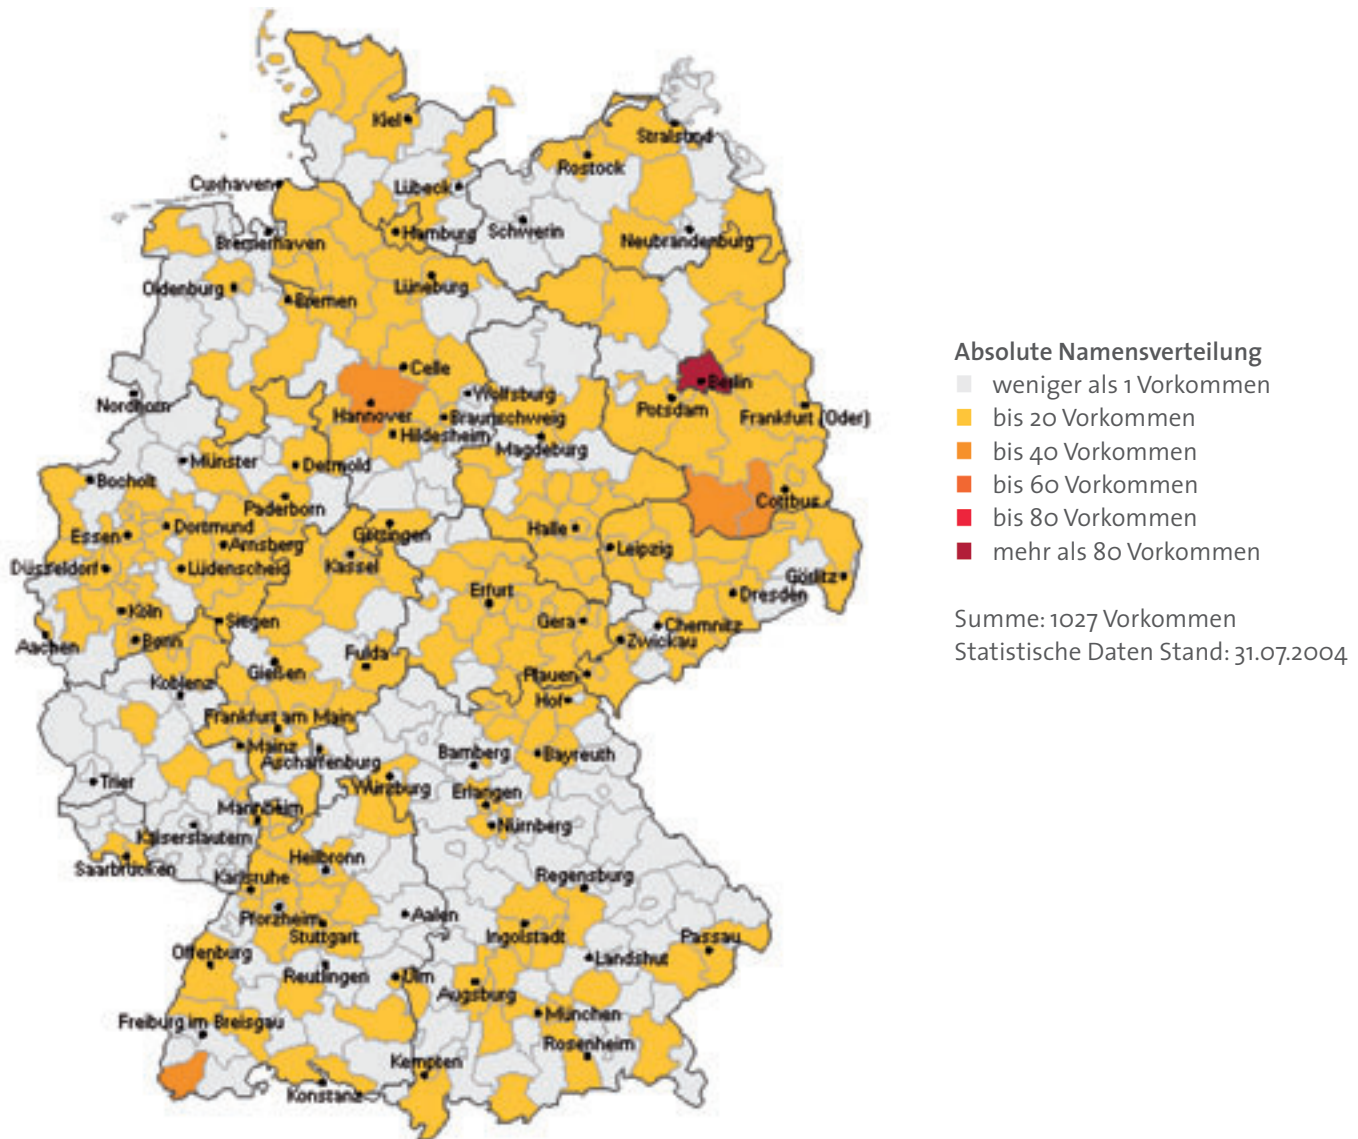 Kiel
Stralsund
Rostock
Cuxhaven
Lübeck
Schwerin
Hamburg
Bremerhaven
Neubrandenburg
Oldenburg
Lüneburg
Bremen
Celle
Wolfsburg
Berlin
Nordhorn
Hannover
Braunschweig
Potsdam
Frankfurt (Oder)
Hildesheim
Magdeburg
Münster
Detmold
Bocholt
Paderborn
Cottbus
Dortmund
Göttingen
Halle
Essen
Arnsberg
Leipzig
Düsseldorf
Lüdenscheid
Kassel
Görlitz
Erfurt
Dresden
Köln
Siegen
Gera
Chemnitz
Aachen
Bonn
Zwickau
Fulda
Gießen
Plauen
Koblenz
Hof
Frankfurt am Main
Mainz
Bamberg
Bayreuth
Aschaffenburg
Trier
Würzburg
Erlangen
Mannheim
Nürnberg
Kaiserslautern
Heilbronn
Saarbrücken
Karlsruhe
Regensburg
Pforzheim
Aalen
Stuttgart
Ingolstadt
Passau
Offenburg
Landshut
Reutlingen
Ulm
Augsburg
München
Freiburg im Breisgau
Rosenheim
Kempten
Konstanz
Absolute Namensverteilung
weniger als 1 Vorkommen
bis 20 Vorkommen
bis 40 Vorkommen
bis 60 Vorkommen
bis 80 Vorkommen
mehr als 80 Vorkommen
Summe: 1027 Vorkommen
Statistische Daten Stand: 31.07.2004